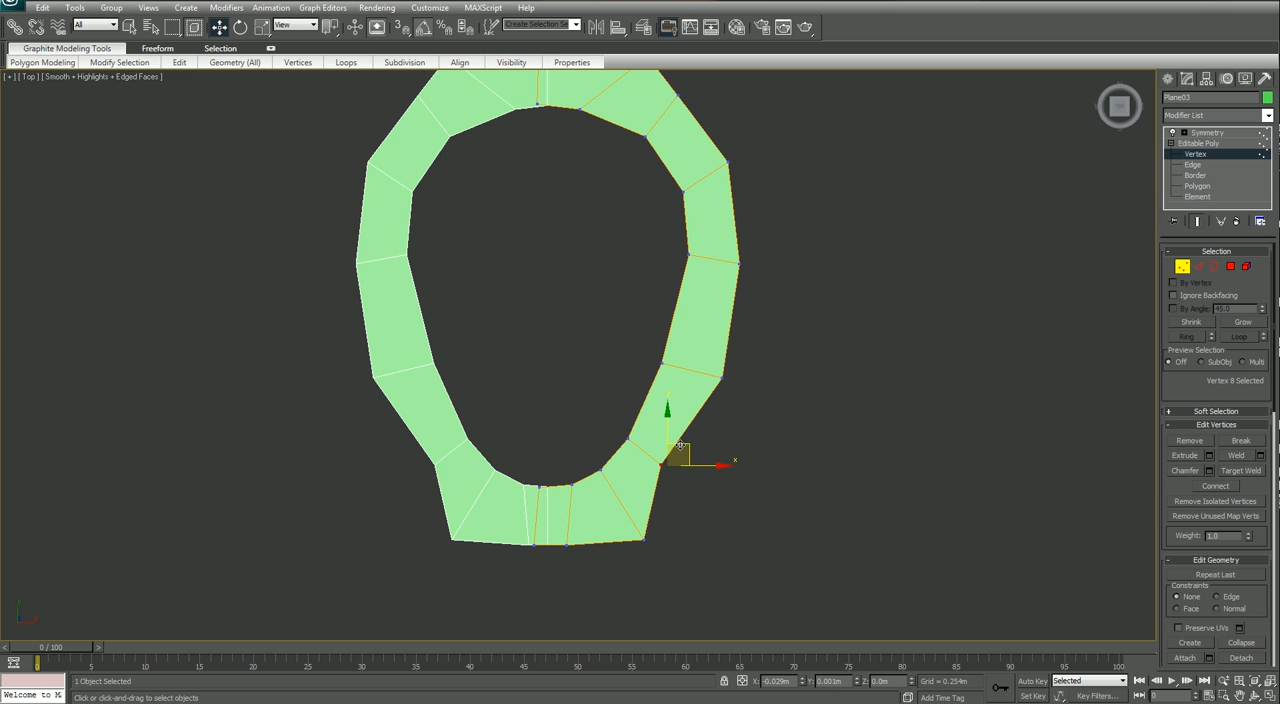 Edit Tools Group Views Create Modifiers Animation Graph Editors Rendering Customize MAXScript Help
All View Create Selection Se
Graphite Modeling Tools Freeform Selection
Polygon Modeling Modify Selection Edit Geometry (All) Vertices Loops Subdivision Align Visibility Properties
[ + ] [ Top ] [ Smooth + Highlights + Edged Faces ]
Plane03
Modifier List
Symmetry
Editable Poly
Vertex
Edge
Border
Polygon
Element
- Selection
By Vertex
Ignore Backfacing
By Angle: 45.0
Shrink Grow
Ring Loop
Preview Selection
Off SubObj Multi
Vertex 8 Selected
+ Soft Selection
- Edit Vertices
Remove Break
Extrude Weld
Chamfer Target Weld
Connect
Remove Isolated Vertices
Remove Unused Map Verts
Weight: 1.0
- Edit Geometry
Repeat Last
Constraints
None Edge
Face Normal
Preserve UVs
Create Collapse
Attach Detach
x
< 0 / 100 >
0 5 10 15 20 25 30 35 40 45 50 55 60 65 70 75 80 85 90 95 100
1 Object Selected X: -0.029m Y: 0.001m Z: 0.0m Grid = 0.254m Auto Key Selected
Welcome to M Click or click-and-drag to select objects Add Time Tag Set Key Key Filters... 0